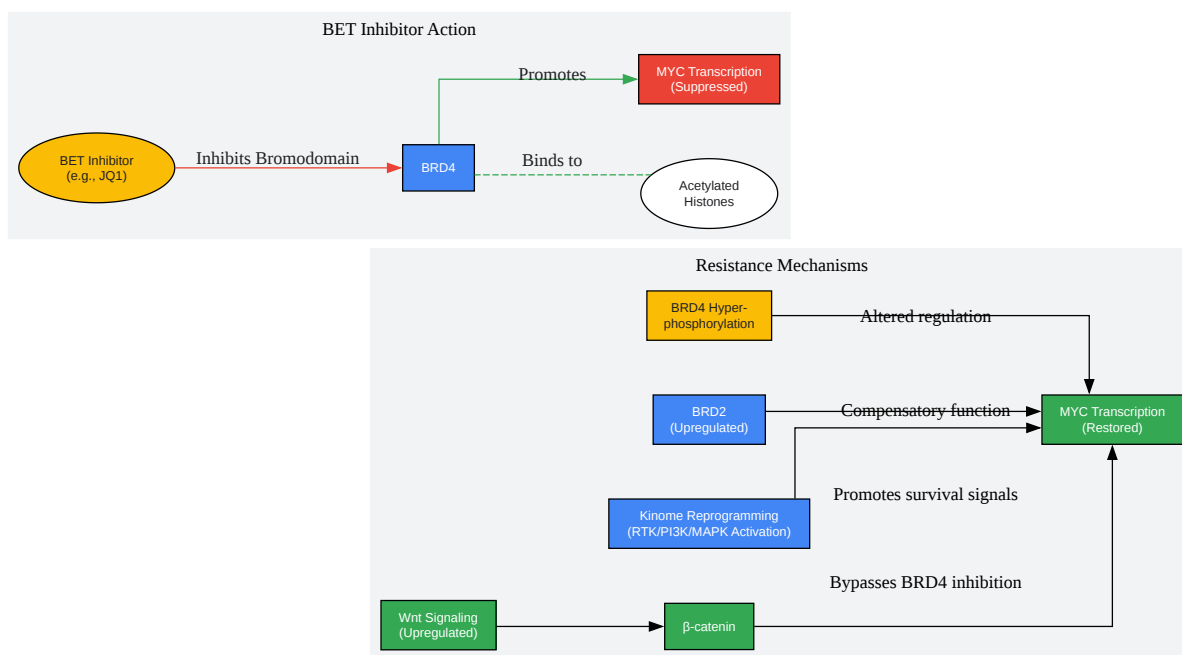 BET Inhibitor Action
Promotes
MYC Transcription
(Suppressed)
BET Inhibitor
(e.g., JQ1)
Inhibits Bromodomain
BRD4
Binds to
Acetylated
Histones
Resistance Mechanisms
BRD4 Hyper-
phosphorylation
Altered regulation
BRD2
(Upregulated)
Compensatory function
MYC Transcription
(Restored)
Kinome Reprogramming
(RTK/PI3K/MAPK Activation)
Promotes survival signals
Bypasses BRD4 inhibition
Wnt Signaling
(Upregulated)
β-catenin